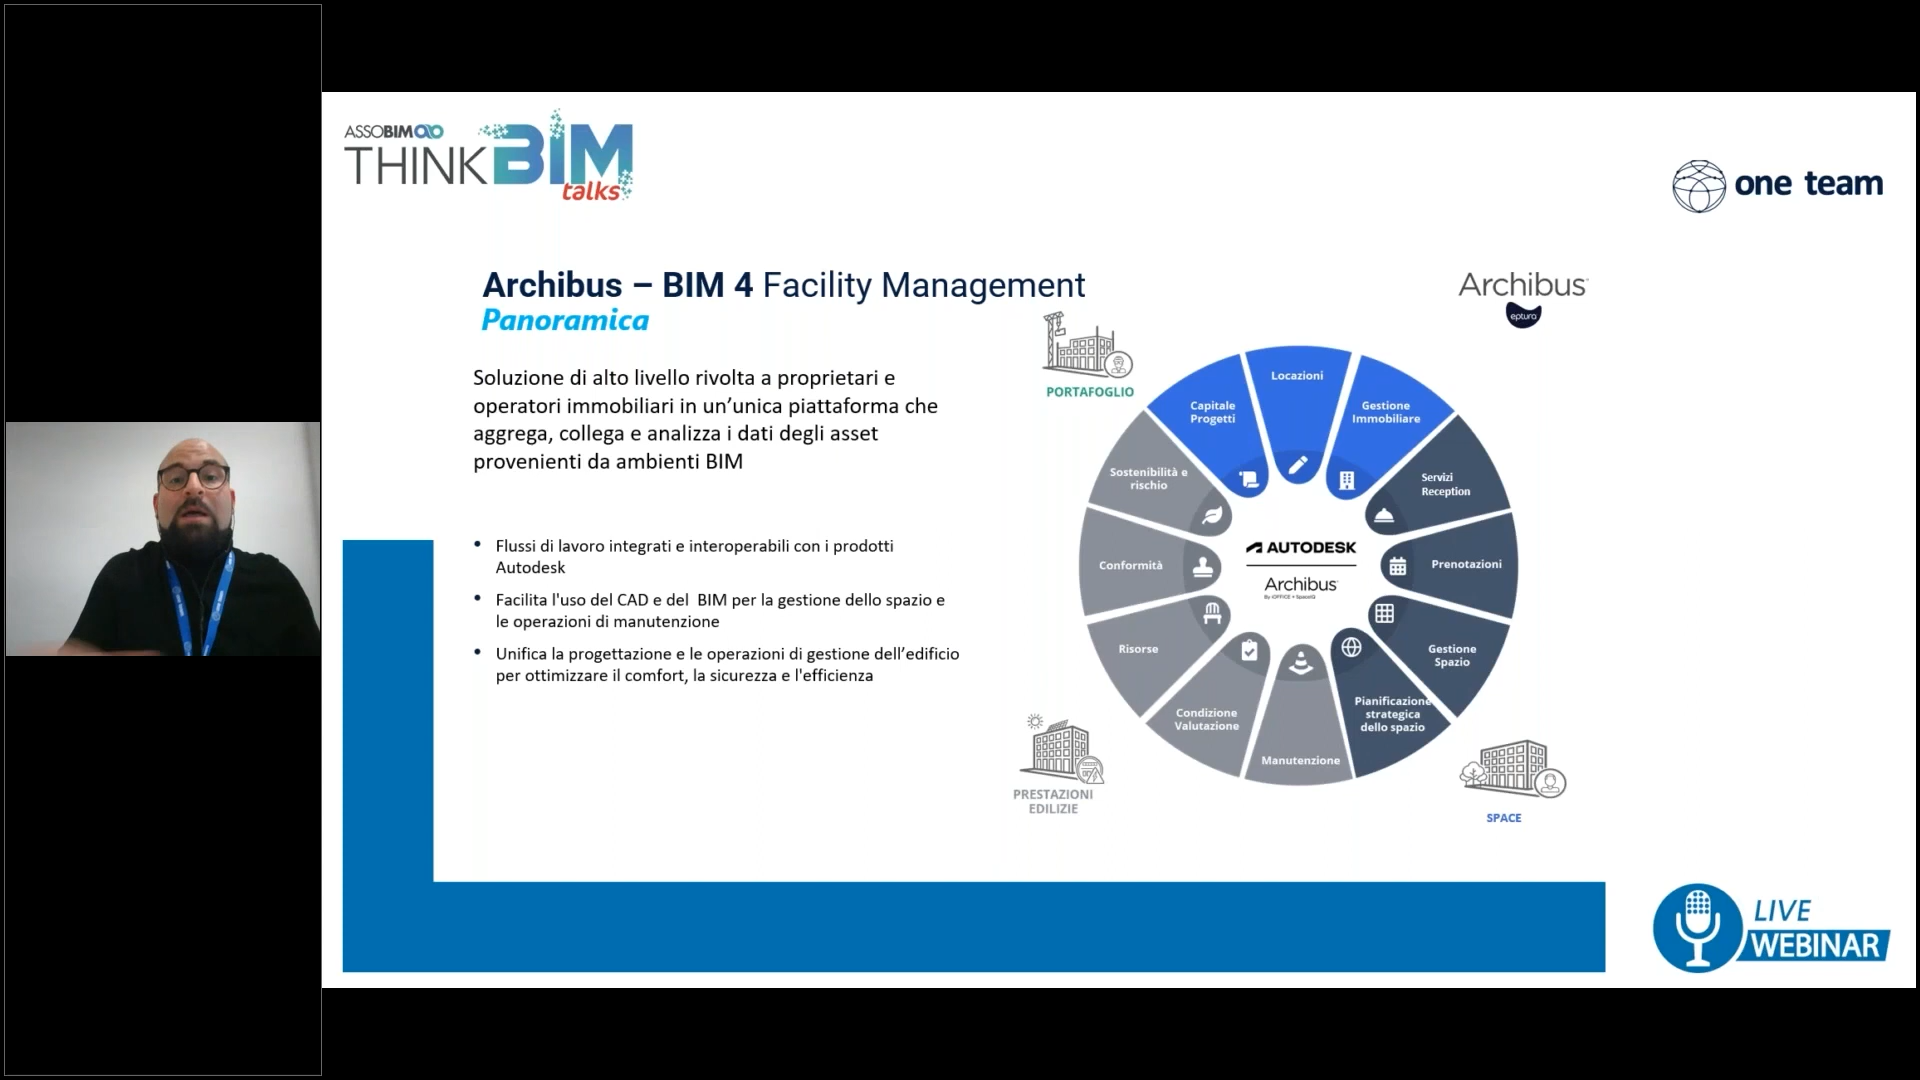 ASSOBIM
THINK BIM
talks
one team
Archibus – BIM 4 Facility Management
Panoramica
Archibus
eptura
Soluzione di alto livello rivolta a proprietari e
operatori immobiliari in un’unica piattaforma che
aggrega, collega e analizza i dati degli asset
provenienti da ambienti BIM
Flussi di lavoro integrati e interoperabili con i prodotti
Autodesk
Facilita l'uso del CAD e del BIM per la gestione dello spazio e
le operazioni di manutenzione
Unifica la progettazione e le operazioni di gestione dell’edificio
per ottimizzare il comfort, la sicurezza e l'efficienza
PORTAFOGLIO
Locazioni
Capitale
Progetti
Gestione
Immobiliare
Sostenibilità e
rischio
Servizi
Reception
Conformità
AUTODESK
Archibus
Prenotazioni
Risorse
Gestione
Spazio
Condizione
Valutazione
Pianificazione
strategica
dello spazio
Manutenzione
PRESTAZIONI
EDILIZIE
SPACE
LIVE
WEBINAR